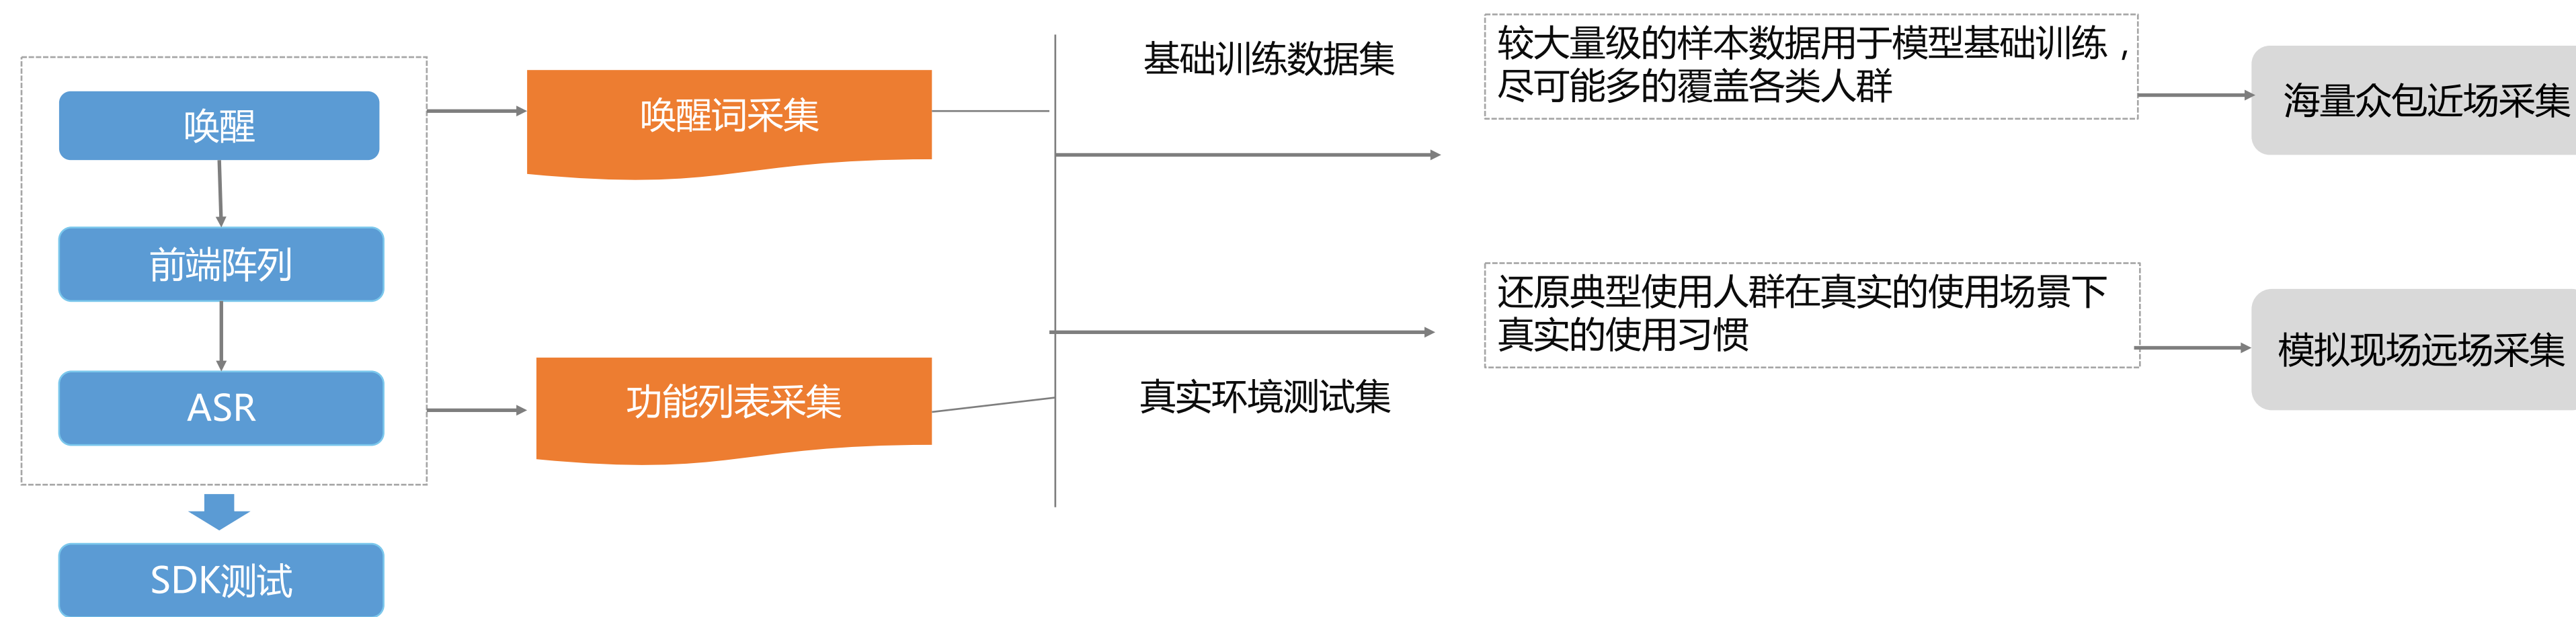 唤醒
前端阵列
ASR
SDK测试
唤醒词采集
功能列表采集
基础训练数据集
真实环境测试集
较大量级的样本数据用于模型基础训练，
尽可能多的覆盖各类人群
还原典型使用人群在真实的使用场景下
真实的使用习惯
海量众包近场采集
模拟现场远场采集